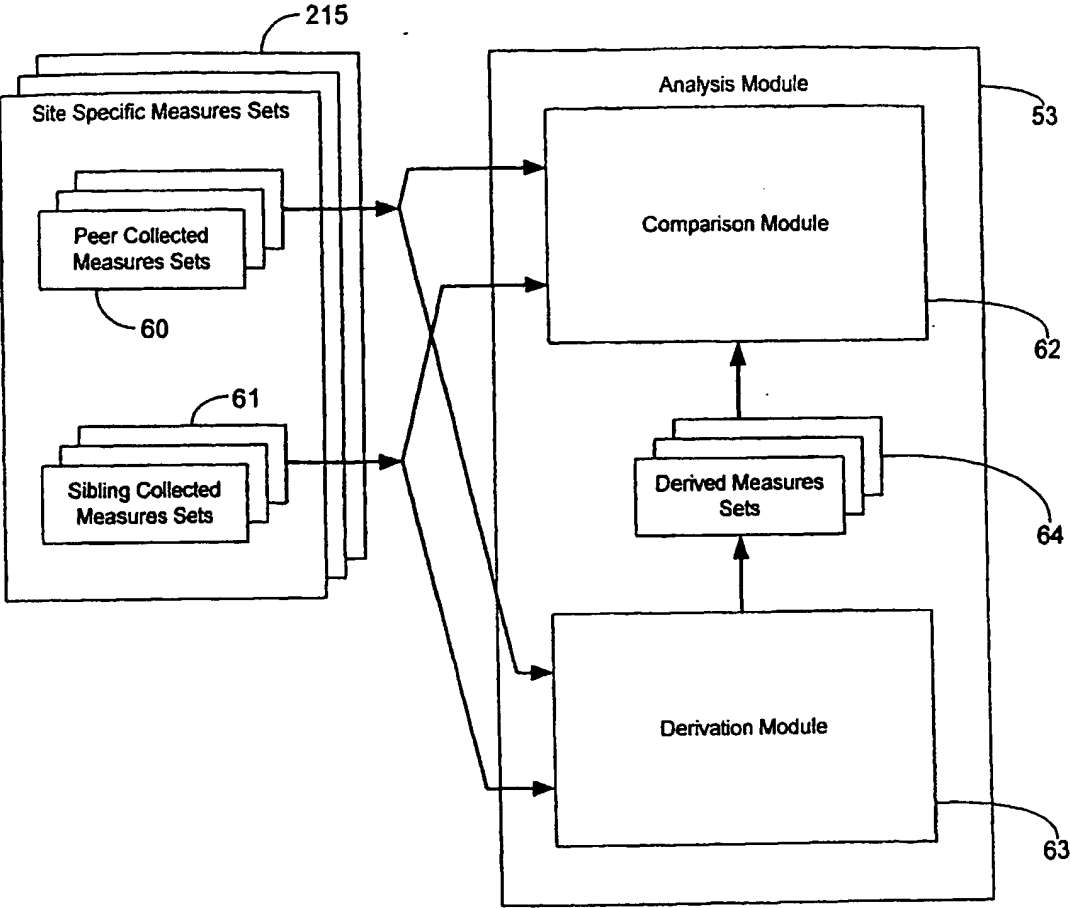 215
Site Specific Measures Sets
Peer Collected
Measures Sets
60
61
Sibling Collected
Measures Sets
Analysis Module
53
Comparison Module
62
Derived Measures
Sets
64
Derivation Module
63